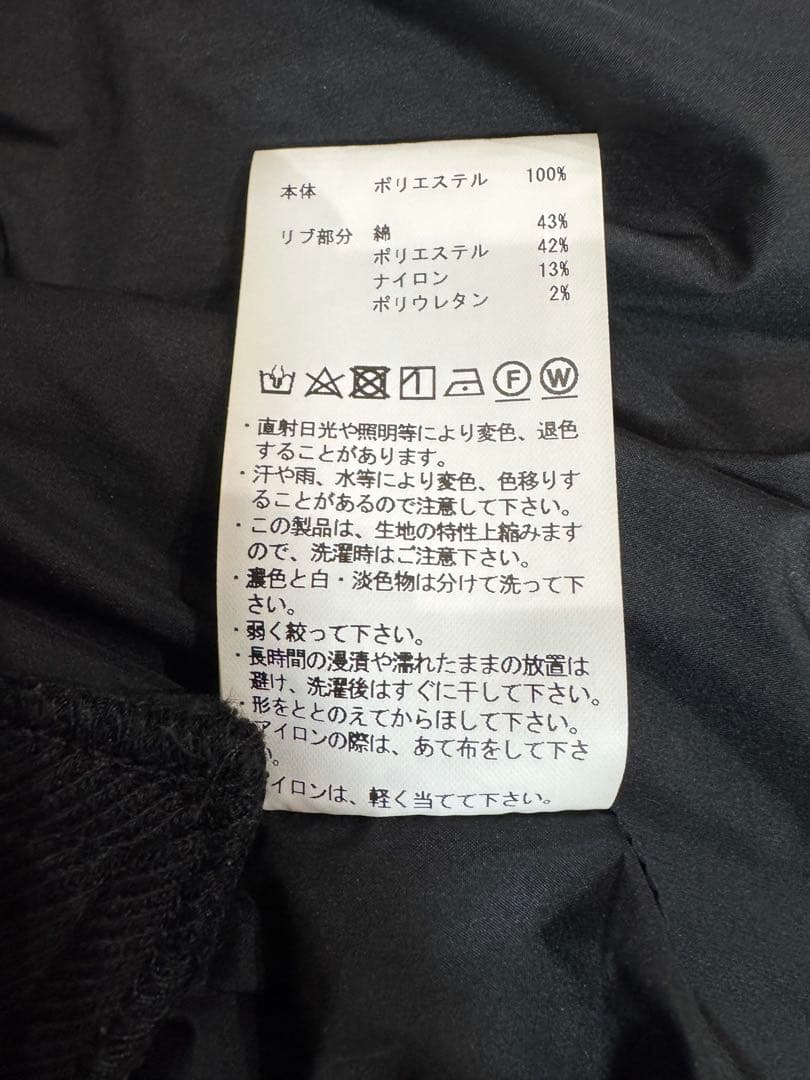 本体 ポリエステル 100%
リブ部分 綿 43%
ポリエステル 42%
ナイロン 13%
ポリウレタン 2%
F W
・直射日光や照明等により変色、退色
することがあります。
・汗や雨、水等により変色、色移りす
ることがあるので注意して下さい。
・この製品は、生地の特性上縮みます
ので、洗濯時はご注意下さい。
・濃色と白・淡色物は分けて洗って下
さい。
・弱く絞って下さい。
・長時間の浸漬や濡れたままの放置は
避け、洗濯後はすぐに干して下さい。
・形をととのえてからほして下さい。
アイロンの際は、あて布をして下さ
い。
アイロンは、軽く当てて下さい。